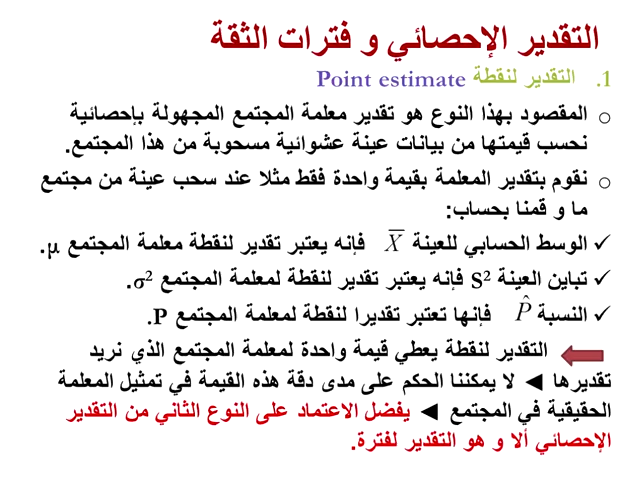 التقدير الإحصائي و فترات الثقة
1. التقدير لنقطة Point estimate
○ المقصود بهذا النوع هو تقدير معلمة المجتمع المجهولة بإحصائية
نحسب قيمتها من بيانات عينة عشوائية مسحوبة من هذا المجتمع.
○ نقوم بتقدير المعلمة بقيمة واحدة فقط مثلا عند سحب عينة من مجتمع
ما و قمنا بحساب:
✓ الوسط الحسابي للعينة X̅ فإنه يعتبر تقدير لنقطة معلمة المجتمع μ.
✓ تباين العينة S² فإنه يعتبر تقدير لنقطة لمعلمة المجتمع σ².
✓ النسبة P̂ فإنها تعتبر تقديرا لنقطة لمعلمة المجتمع P.
التقدير لنقطة يعطي قيمة واحدة لمعلمة المجتمع الذي نريد
تقديرها ◄ لا يمكننا الحكم على مدى دقة هذه القيمة في تمثيل المعلمة
الحقيقية في المجتمع ◄ يفضل الاعتماد على النوع الثاني من التقدير
الإحصائي ألا و هو التقدير لفترة.